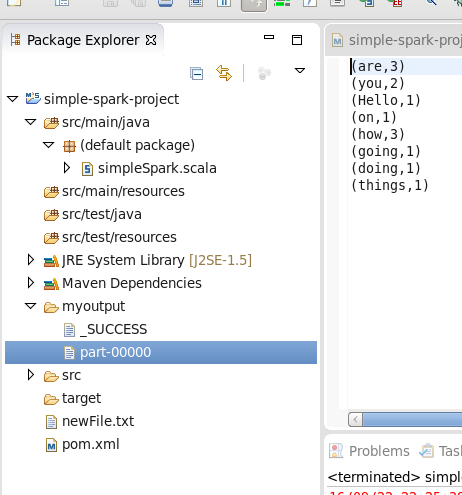 Package Explorer
simple-spark-project
src/main/java
(default package)
simpleSpark.scala
src/main/resources
src/test/java
src/test/resources
JRE System Library [J2SE-1.5]
Maven Dependencies
myoutput
_SUCCESS
part-00000
src
target
newFile.txt
pom.xml
simple-spark-proj
(are,3)
(you,2)
(Hello,1)
(on,1)
(how,3)
(going,1)
(doing,1)
(things,1)
Problems Tas
<terminated> simpl